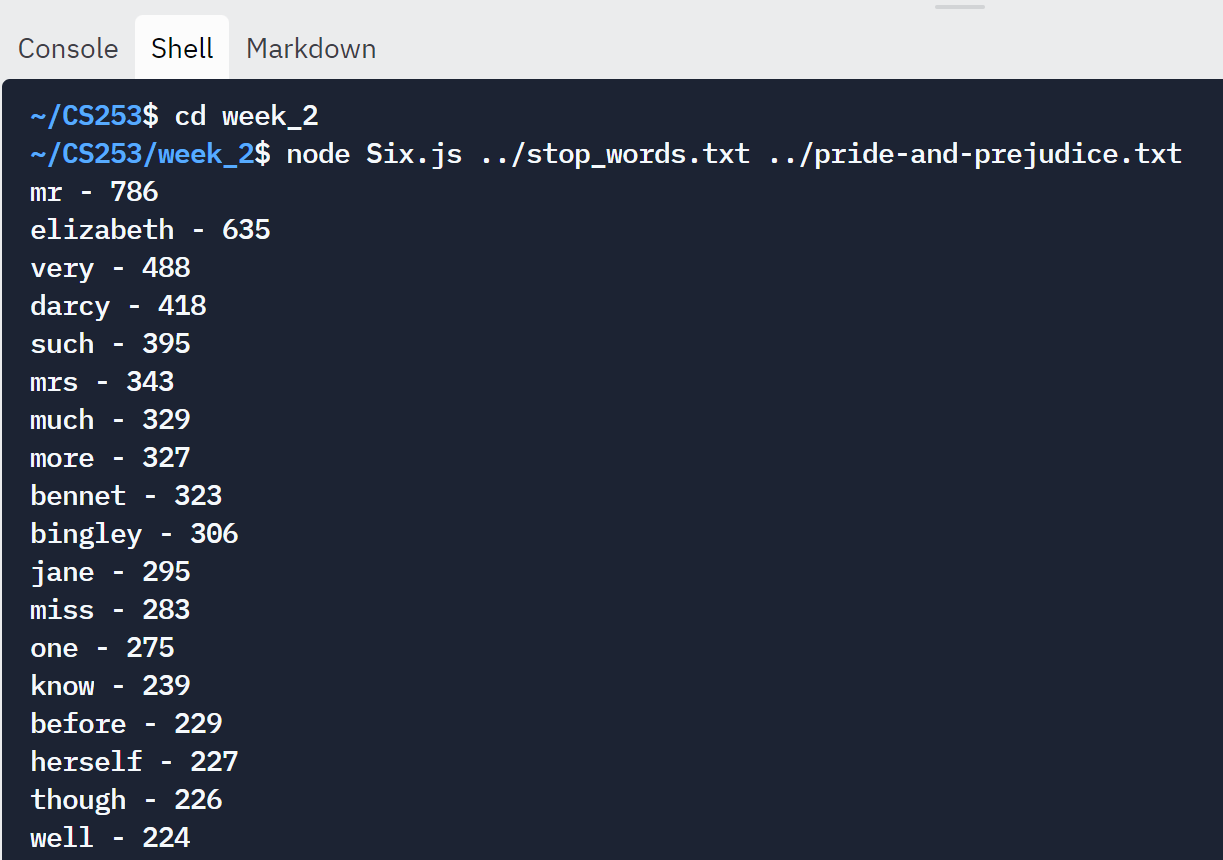 Console Shell Markdown
~/CS253$ cd week_2
~/CS253/week_2$ node Six.js ../stop_words.txt ../pride-and-prejudice.txt
mr - 786
elizabeth - 635
very - 488
darcy - 418
such - 395
mrs - 343
much - 329
more - 327
bennet - 323
bingley - 306
jane - 295
miss - 283
one - 275
know - 239
before - 229
herself - 227
though - 226
well - 224